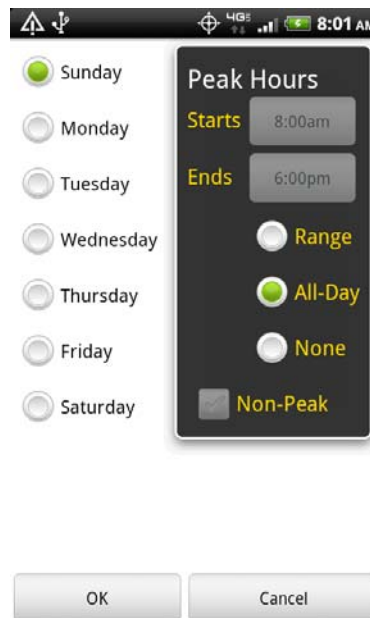 4G 8:01 AM
Sunday
Monday
Tuesday
Wednesday
Thursday
Friday
Saturday
Peak Hours
Starts 8:00am
Ends 6:00pm
Range
All-Day
None
Non-Peak
OK Cancel